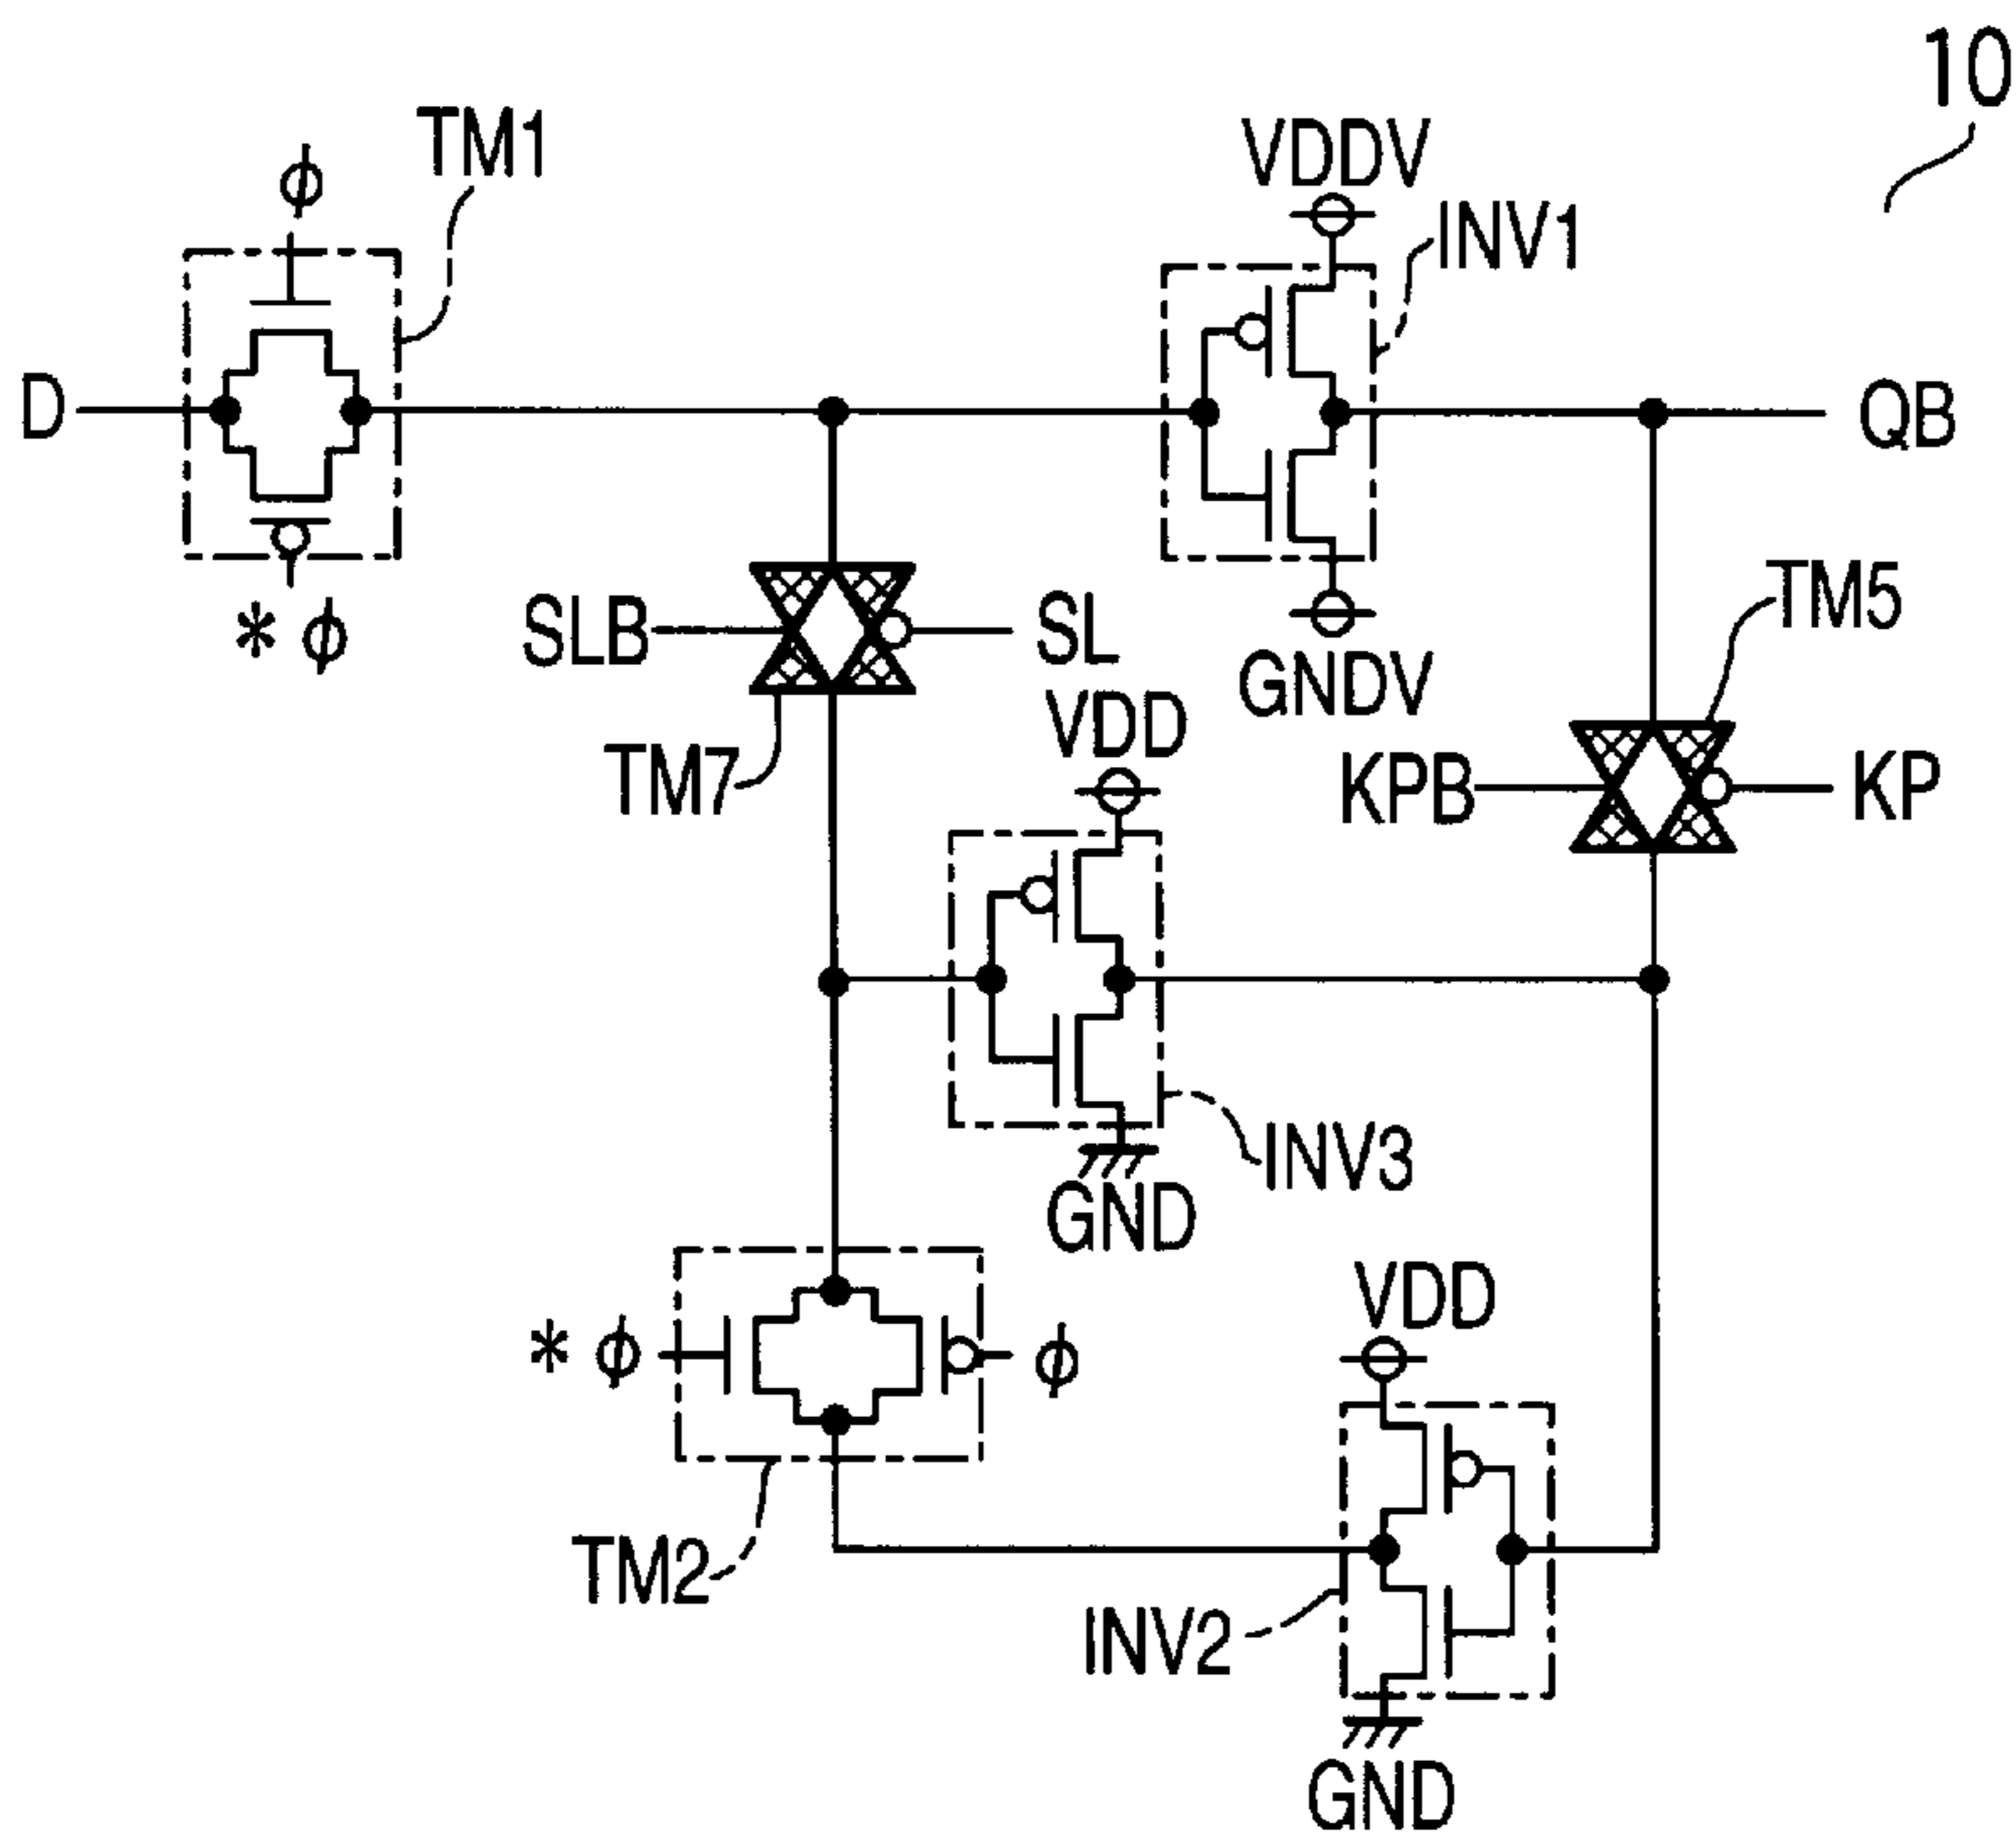 10
TM1
ϕ
VDDV
INV1
D
QB
* ϕ
SLB
SL
GNDV
TM5
TM7
VDD
KPB
KP
INV3
GND
* ϕ
ϕ
VDD
TM2
INV2
GND